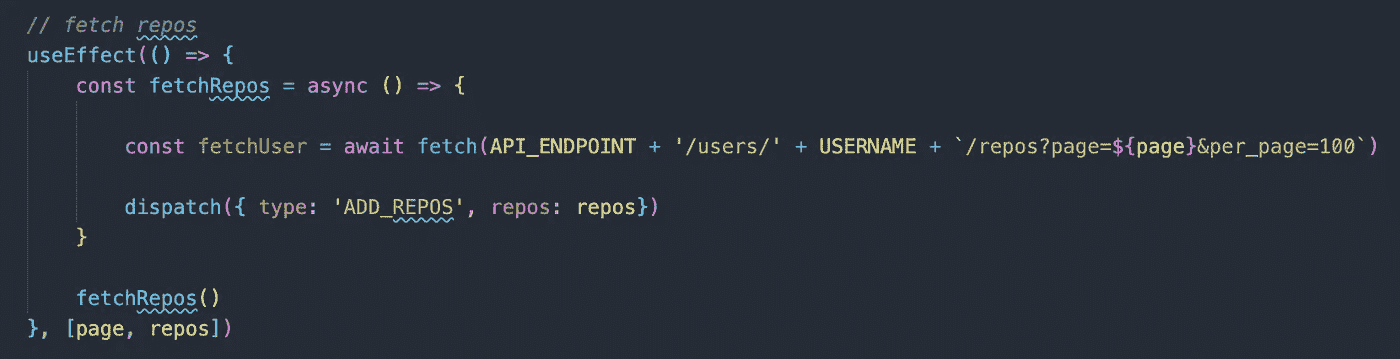 // fetch repos
useEffect(() => {
const fetchRepos = async () => {
const fetchUser = await fetch(API_ENDPOINT + '/users/' + USERNAME + `/repos?page=${page}&per_page=100`)
dispatch({ type: 'ADD_REPOS', repos: repos})
}
fetchRepos()
}, [page, repos])